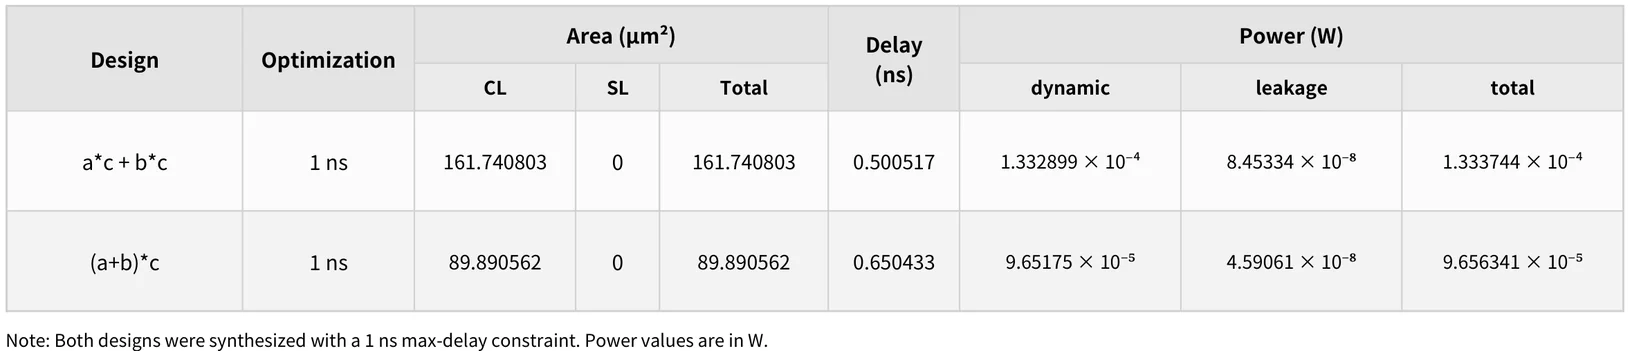 Design Optimization Area (μm²) Delay (ns) Power (W)
CL SL Total dynamic leakage total
a*c + b*c 1 ns 161.740803 0 161.740803 0.500517 1.332899 × 10⁻⁴ 8.45334 × 10⁻⁸ 1.333744 × 10⁻⁴
(a+b)*c 1 ns 89.890562 0 89.890562 0.650433 9.65175 × 10⁻⁵ 4.59061 × 10⁻⁸ 9.656341 × 10⁻⁵
Note: Both designs were synthesized with a 1 ns max-delay constraint. Power values are in W.